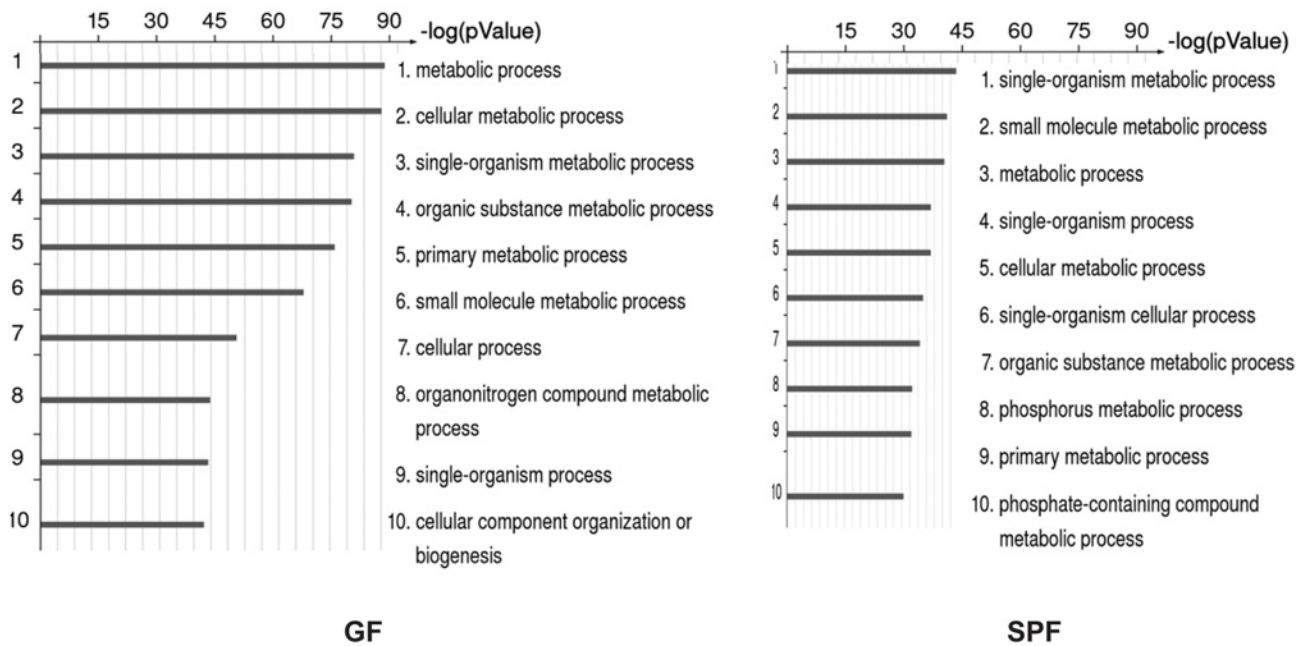 15 30 45 60 75 90
-log(pValue)
1
1. metabolic process
2
2. cellular metabolic process
3
3. single-organism metabolic process
4
4. organic substance metabolic process
5
5. primary metabolic process
6
6. small molecule metabolic process
7
7. cellular process
8
8. organonitrogen compound metabolic
process
9
9. single-organism process
10
10. cellular component organization or
biogenesis
GF
15 30 45 60 75 90
-log(pValue)
1
1. single-organism metabolic process
2
2. small molecule metabolic process
3
3. metabolic process
4
4. single-organism process
5
5. cellular metabolic process
6
6. single-organism cellular process
7
7. organic substance metabolic process
8
8. phosphorus metabolic process
9
9. primary metabolic process
10
10. phosphate-containing compound
metabolic process
SPF